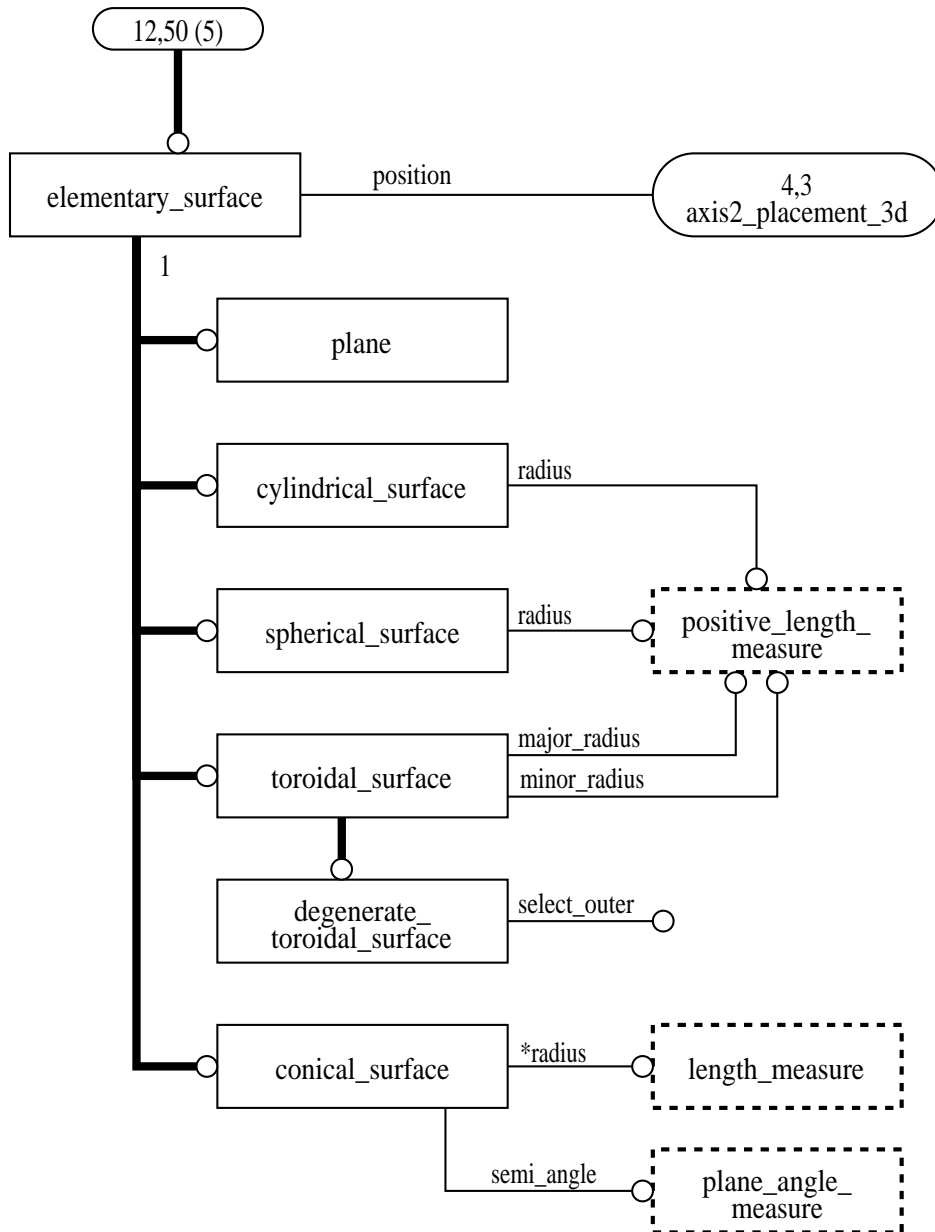 12,50 (5)
elementary_surface
position
4,3
axis2_placement_3d
1
plane
cylindrical_surface
radius
spherical_surface
radius
positive_length_
measure
toroidal_surface
major_radius
minor_radius
degenerate_
toroidal_surface
select_outer
conical_surface
*radius
length_measure
semi_angle
plane_angle_
measure